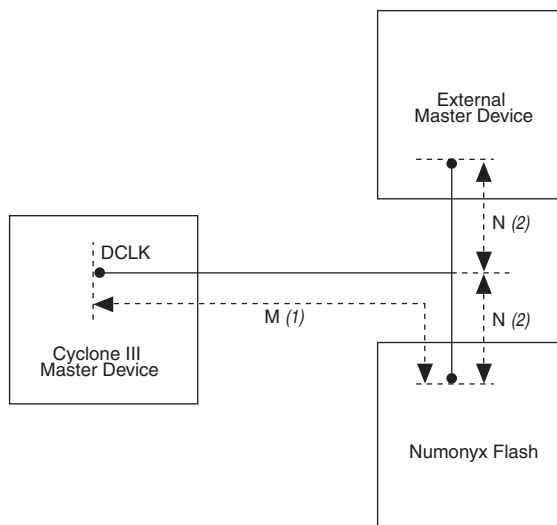 External
Master Device
N (2)
DCLK
M (1)
N (2)
Cyclone III
Master Device
Numonyx Flash